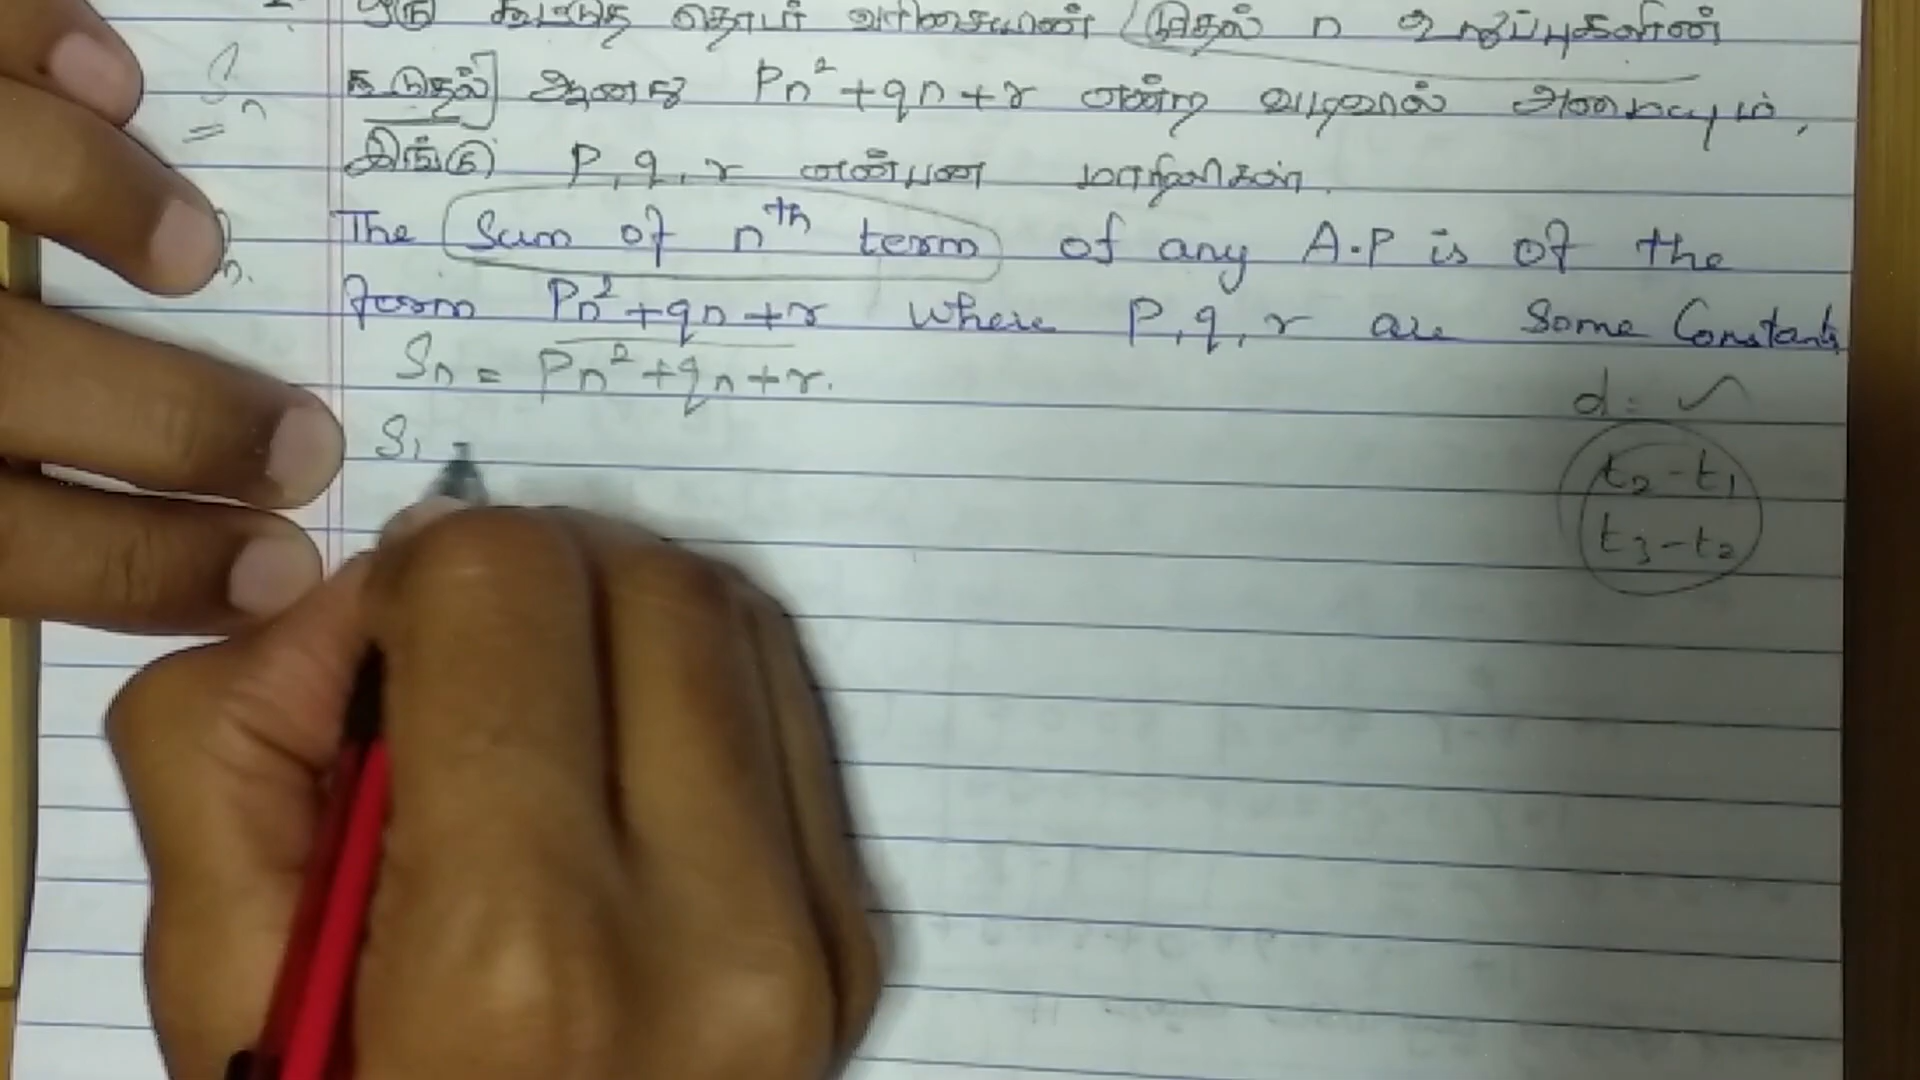 ஒரு கூட்டுத் தொடர் வரிசையின் முதல் n உறுப்புகளின்
கூடுதல் ஆனது Pn²+qn+r என்ற வடிவில் அமையும்,
Sn
=
இங்கு P, q, r என்பன மாறிலிகள்.
The Sum of nth term of any A.P is of the
form Pn²+qn+r where P, q, r are some Constants
Sn = Pn²+qn+r.
d =
S1
t2-t1
t3-t2